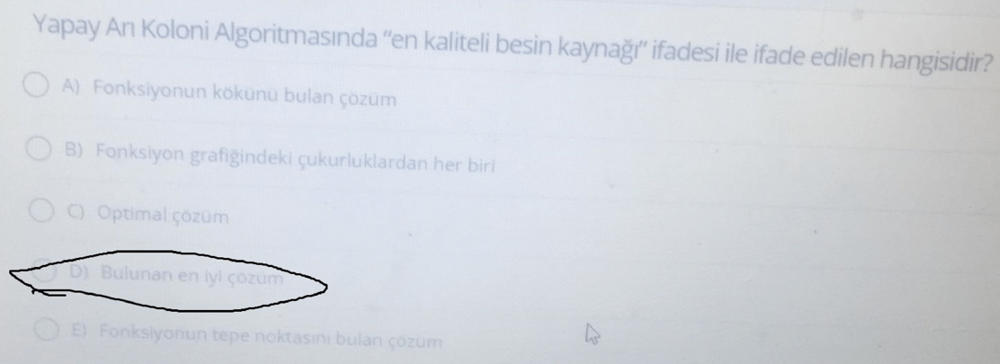 Yapay Arı Koloni Algoritmasında “en kaliteli besin kaynağı” ifadesi ile ifade edilen hangisidir?
A) Fonksiyonun kökünü bulan çözüm
B) Fonksiyon grafiğindeki çukurluklardan her biri
C) Optimal çözüm
D) Bulunan en iyi çözüm
E) Fonksiyonun tepe noktasını bulan çözüm